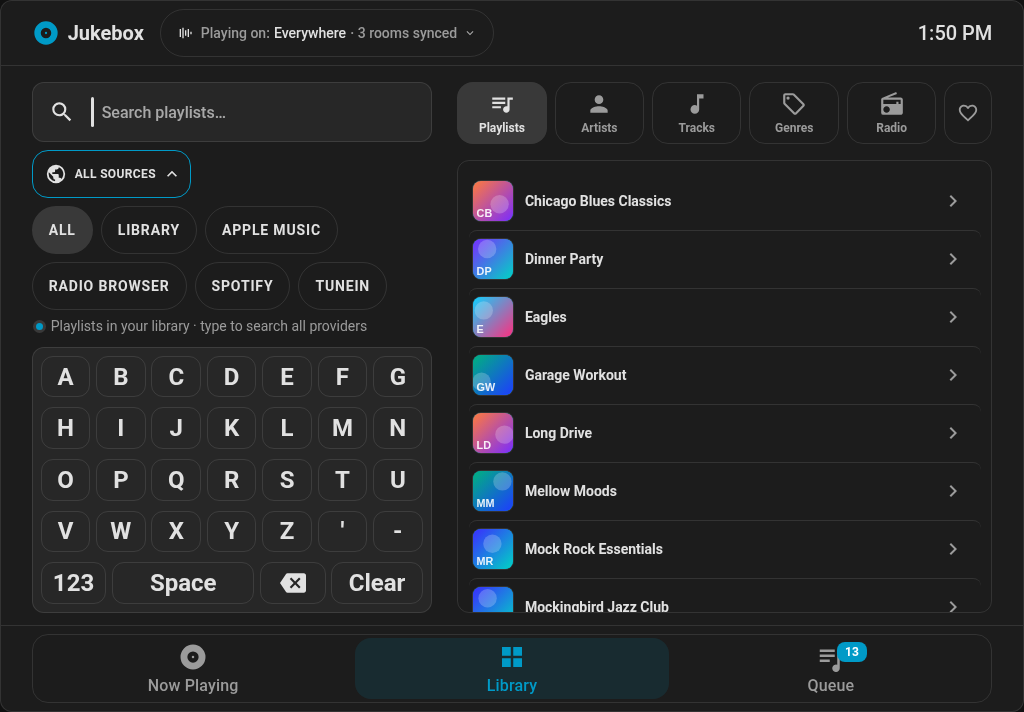 Jukebox
Playing on: Everywhere · 3 rooms synced
1:50 PM
Search playlists…
ALL SOURCES
ALL
LIBRARY
APPLE MUSIC
RADIO BROWSER
SPOTIFY
TUNEIN
Playlists in your library · type to search all providers
A B C D E F G
H I J K L M N
O P Q R S T U
V W X Y Z ' -
123 Space Clear
Playlists
Artists
Tracks
Genres
Radio
CB Chicago Blues Classics
DP Dinner Party
E Eagles
GW Garage Workout
LD Long Drive
MM Mellow Moods
MR Mock Rock Essentials
Mockingbird Jazz Club
Now Playing
Library
Queue
13